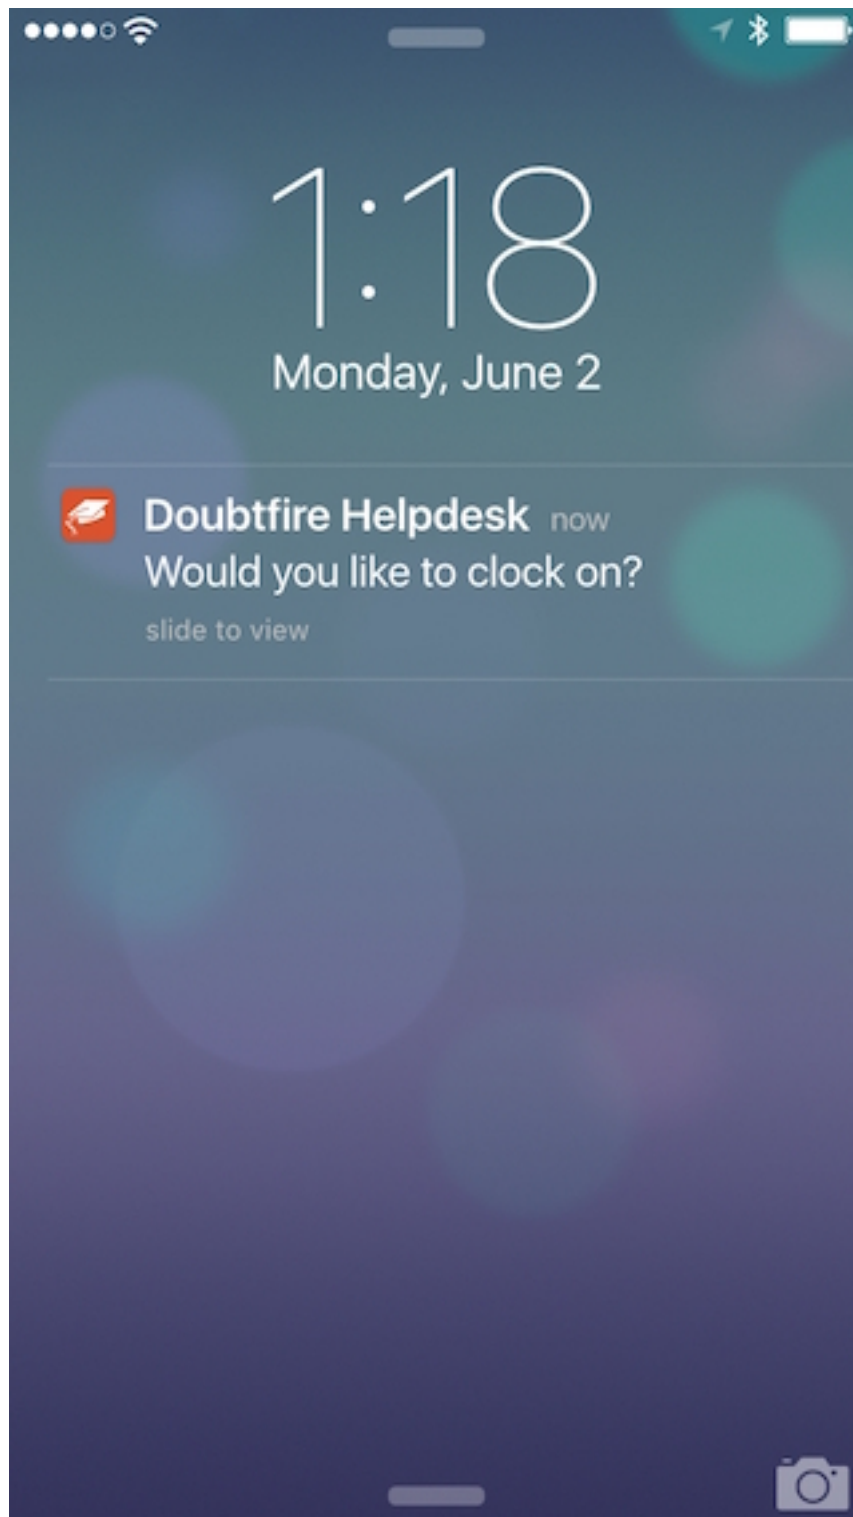 1:18
Monday, June 2
Doubtfire Helpdesk now
Would you like to clock on?
slide to view